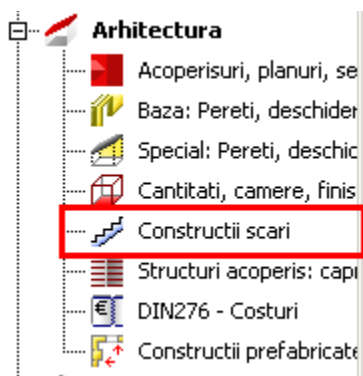 Arhitectura
Acoperisuri, planuri, se
Baza: Pereti, deschider
Special: Pereti, deschic
Cantitati, camere, finis
Constructii scari
Structuri acoperis: capr
DIN276 - Costuri
Constructii prefabricate